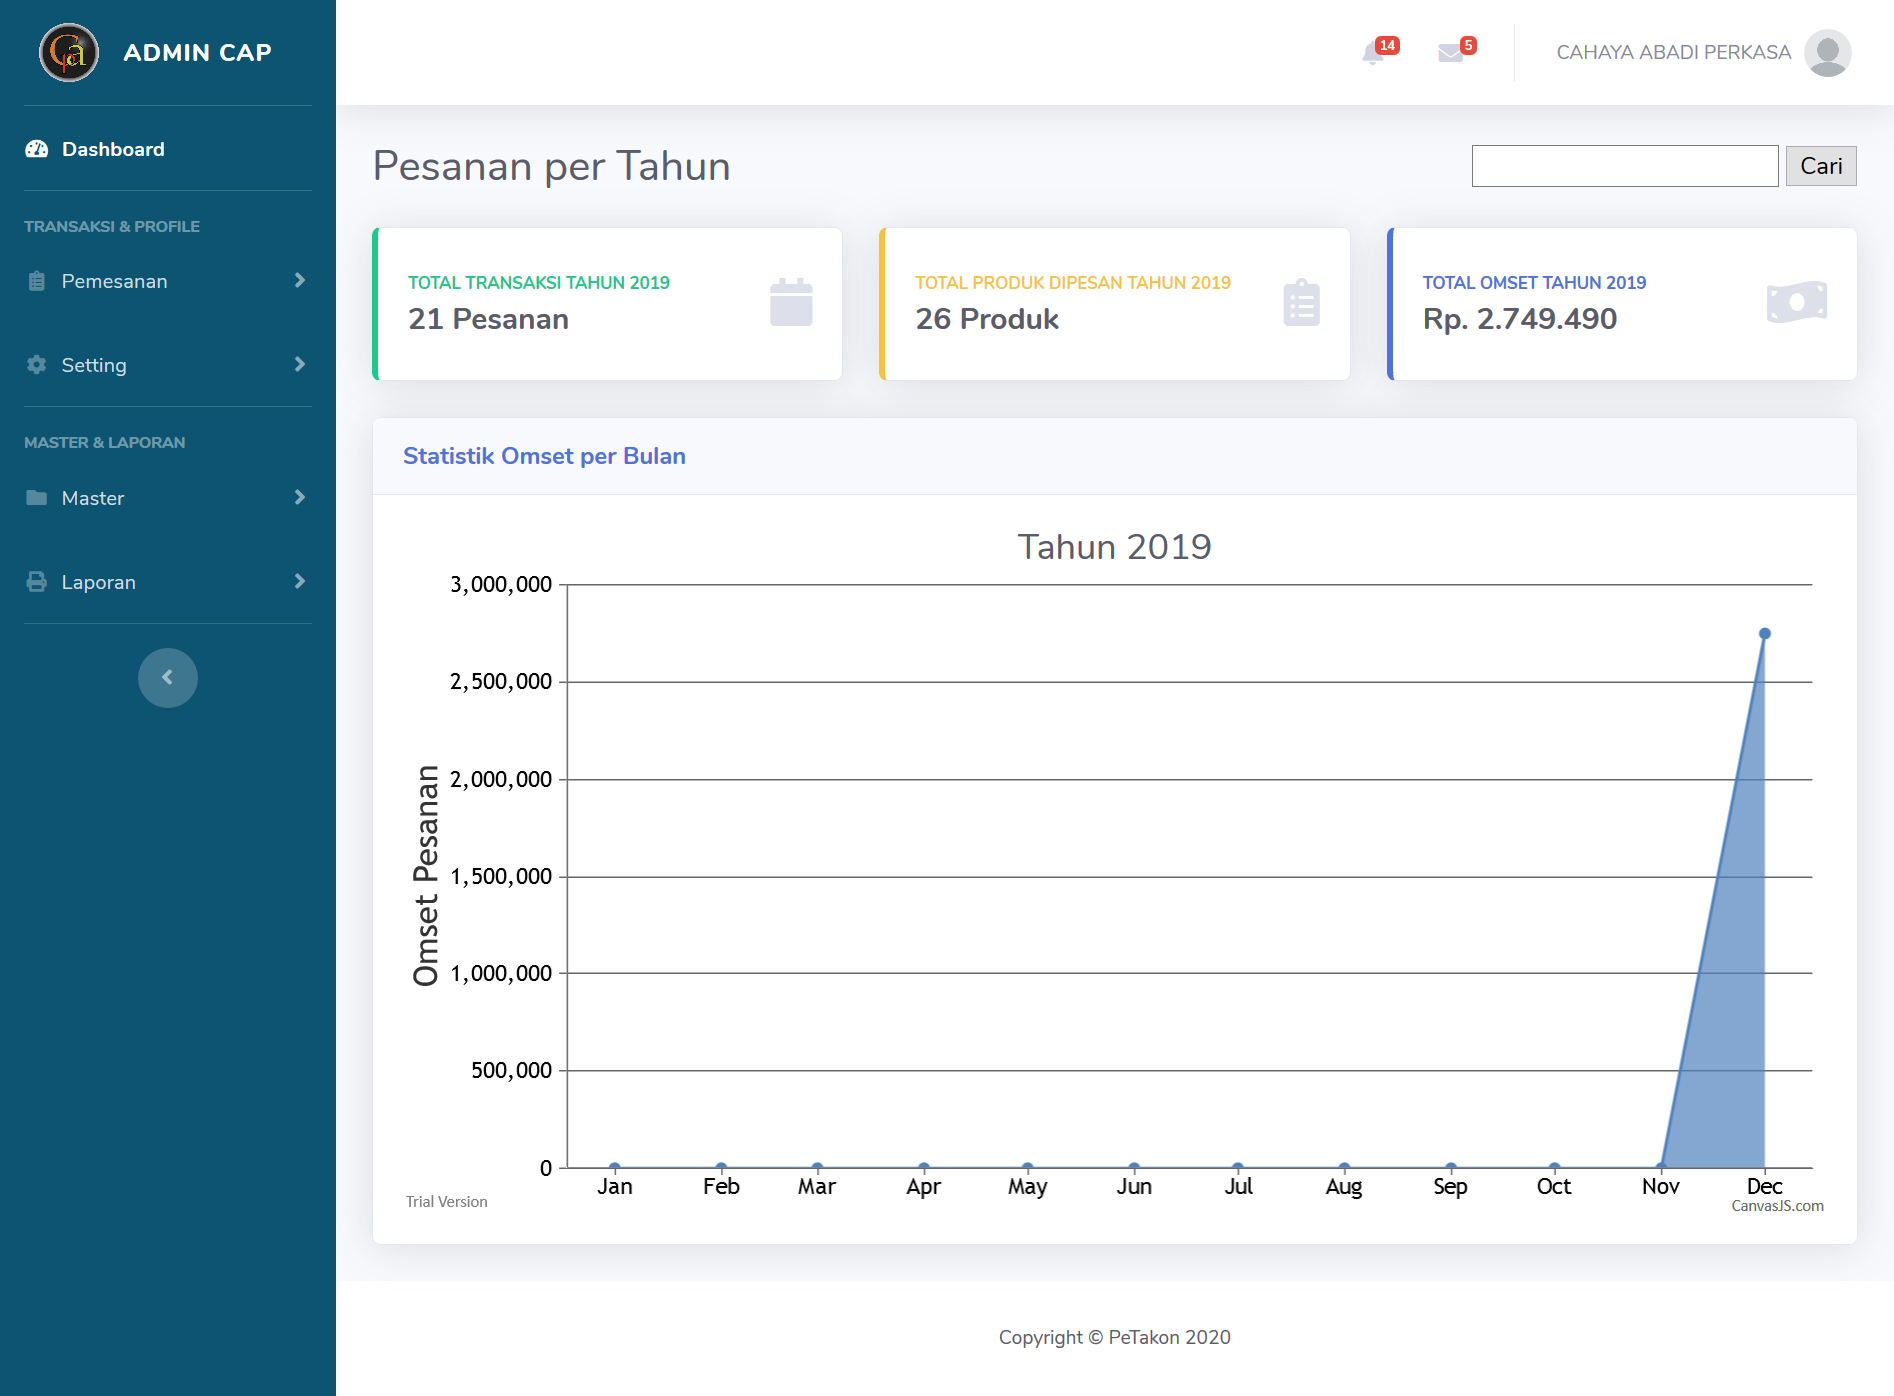 ADMIN CAP
14
5
CAHAYA ABADI PERKASA
Dashboard
TRANSAKSI & PROFILE
Pemesanan
Setting
MASTER & LAPORAN
Master
Laporan
Pesanan per Tahun
Cari
TOTAL TRANSAKSI TAHUN 2019
21 Pesanan
TOTAL PRODUK DIPESAN TAHUN 2019
26 Produk
TOTAL OMSET TAHUN 2019
Rp. 2.749.490
Statistik Omset per Bulan
Tahun 2019
Omset Pesanan
3,000,000
2,500,000
2,000,000
1,500,000
1,000,000
500,000
0
Jan Feb Mar Apr May Jun Jul Aug Sep Oct Nov Dec
Trial Version
CanvasJS.com
Copyright © PeTakon 2020